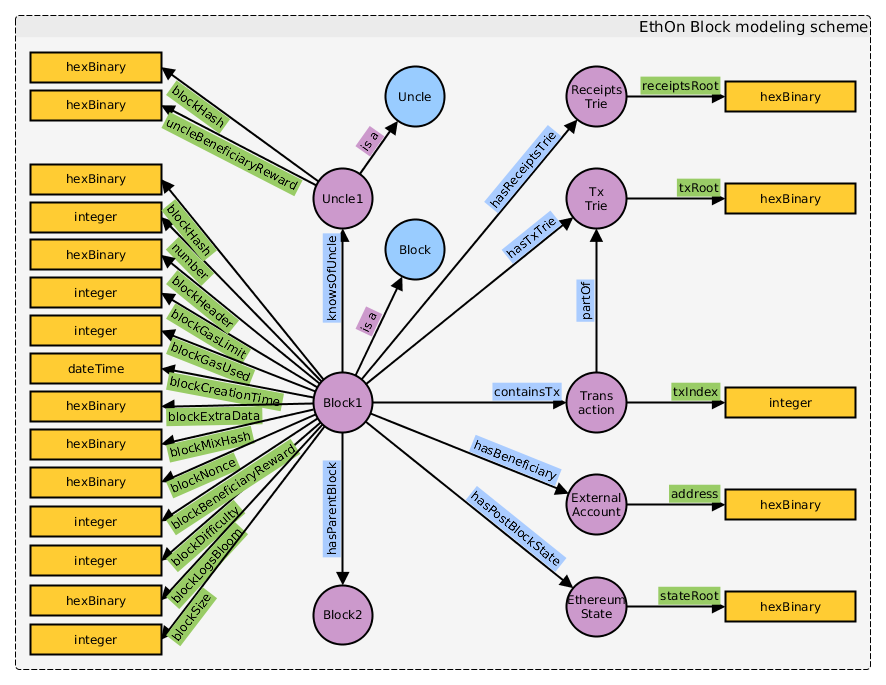 EthOn Block modeling scheme
hexBinary
hexBinary
blockHash
uncleBeneficiaryReward
is a
Uncle
Uncle1
Receipts
Trie
receiptsRoot
hexBinary
hasReceiptsTrie
Tx
Trie
txRoot
hexBinary
hasTxTrie
knowsOfUncle
Block
is a
partOf
hexBinary
integer
hexBinary
integer
integer
dateTime
hexBinary
hexBinary
hexBinary
integer
integer
hexBinary
integer
blockHash
number
blockHeader
blockGasLimit
blockGasUsed
blockCreationTime
blockExtraData
blockMixHash
blockNonce
blockBeneficiaryReward
blockDifficulty
blockLogsBloom
blockSize
Block1
containsTx
Trans
action
txIndex
integer
hasBeneficiary
External
Account
address
hexBinary
hasPostBlockState
Ethereum
State
stateRoot
hexBinary
hasParentBlock
Block2